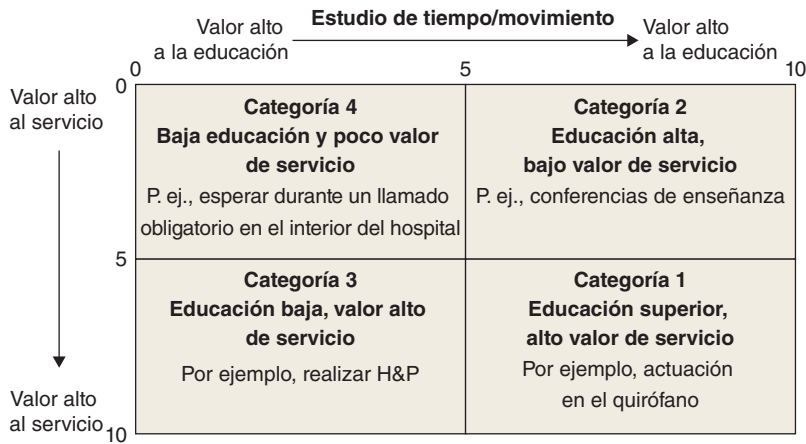 Estudio de tiempo/movimiento
Valor alto
a la educación
Valor alto
a la educación
0
5
10
Valor alto
al servicio
0
Categoría 4
Baja educación y poco valor
de servicio
P. ej., esperar durante un llamado
obligatorio en el interior del hospital
Categoría 2
Educación alta,
bajo valor de servicio
P. ej., conferencias de enseñanza
5
Categoría 3
Educación baja, valor alto
de servicio
Por ejemplo, realizar H&P
Categoría 1
Educación superior,
alto valor de servicio
Por ejemplo, actuación
en el quirófano
Valor alto
al servicio
10